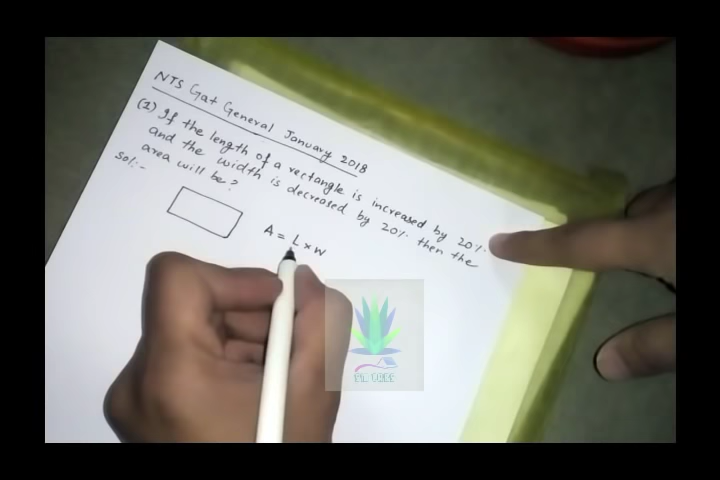 NTS Gat General January 2018
(1) If the length of a rectangle is increased by 20%
and the width is decreased by 20% then the
area will be?
Sol:-
A = L × W